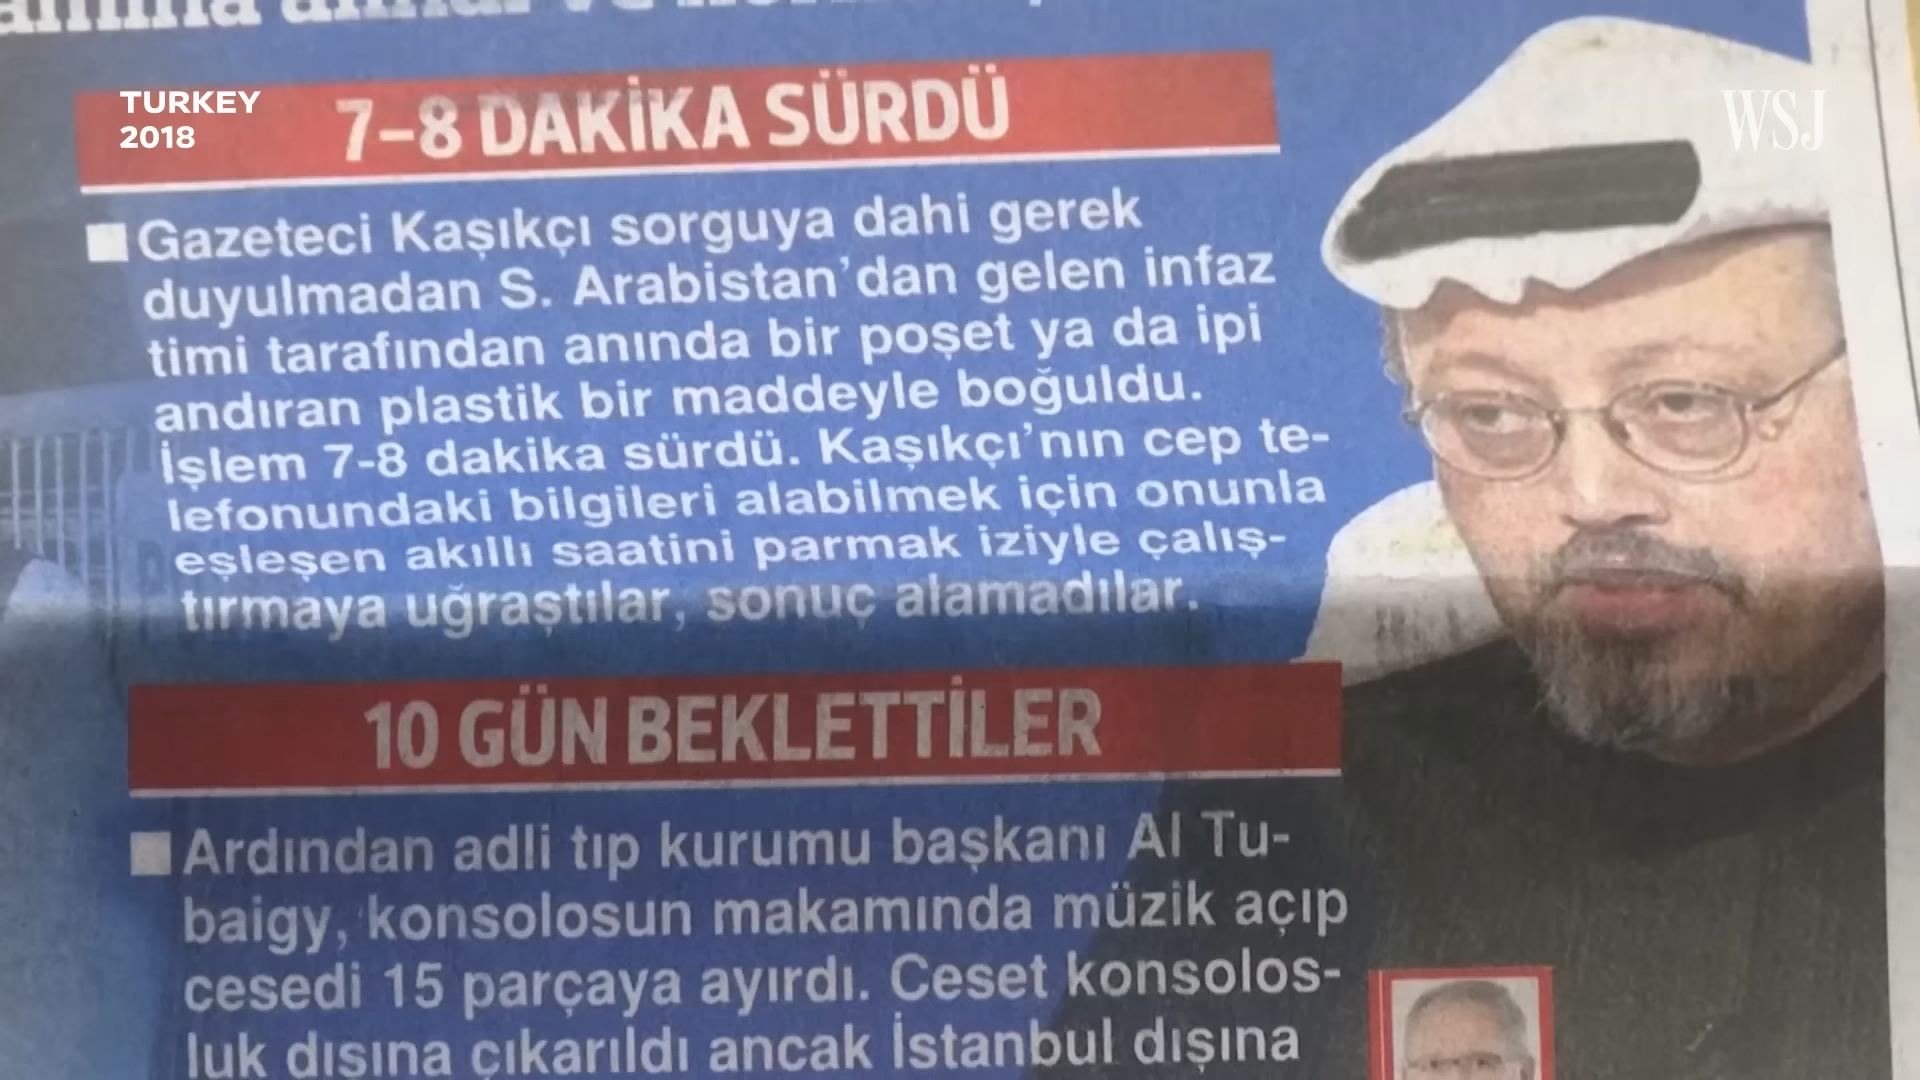 TURKEY
2018
WSJ
7-8 DAKİKA SÜRDÜ
Gazeteci Kaşıkçı sorguya dahi gerek
duyulmadan S. Arabistan'dan gelen infaz
timi tarafından anında bir poşet ya da ipi
andıran plastik bir maddeyle boğuldu.
İşlem 7-8 dakika sürdü. Kaşıkçı'nın cep te-
lefonundaki bilgileri alabilmek için onunla
eşleşen akıllı saatini parmak iziyle çalış-
tırmaya uğraştılar, sonuç alamadılar.
10 GÜN BEKLETTİLER
Ardından adli tıp kurumu başkanı Al Tu-
baigy, konsolosun makamında müzik açıp
cesedi 15 parçaya ayırdı. Ceset konsolos-
luk dışına çıkarıldı ancak İstanbul dışına